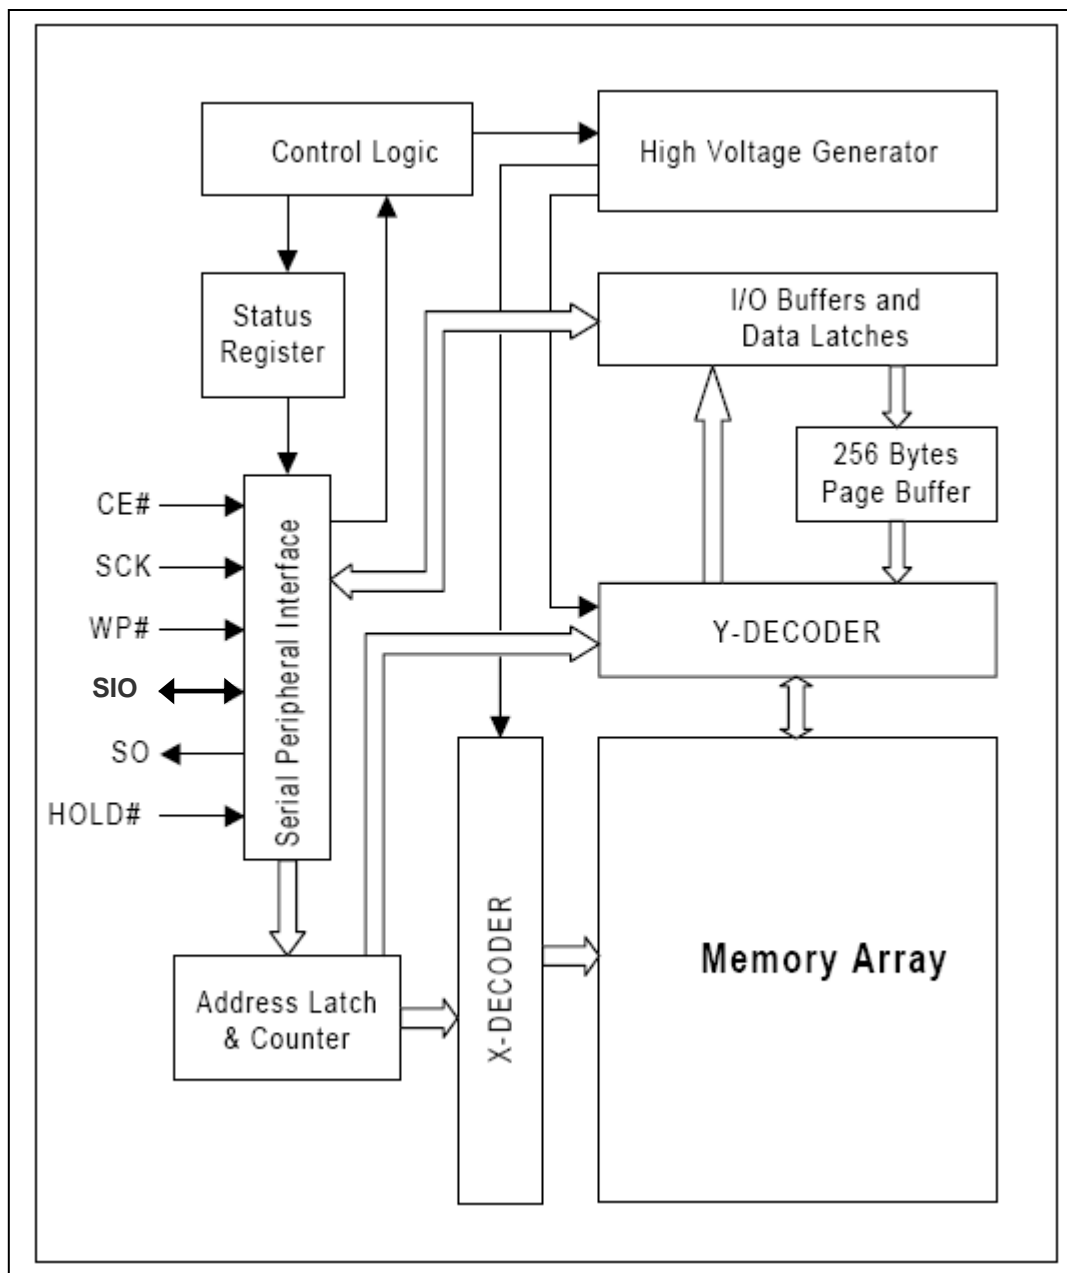 Control Logic
High Voltage Generator
Status
Register
I/O Buffers and
Data Latches
256 Bytes
Page Buffer
CE#
SCK
WP#
SIO
SO
HOLD#
Serial Peripheral Interface
Y-DECODER
Address Latch
& Counter
X-DECODER
Memory Array